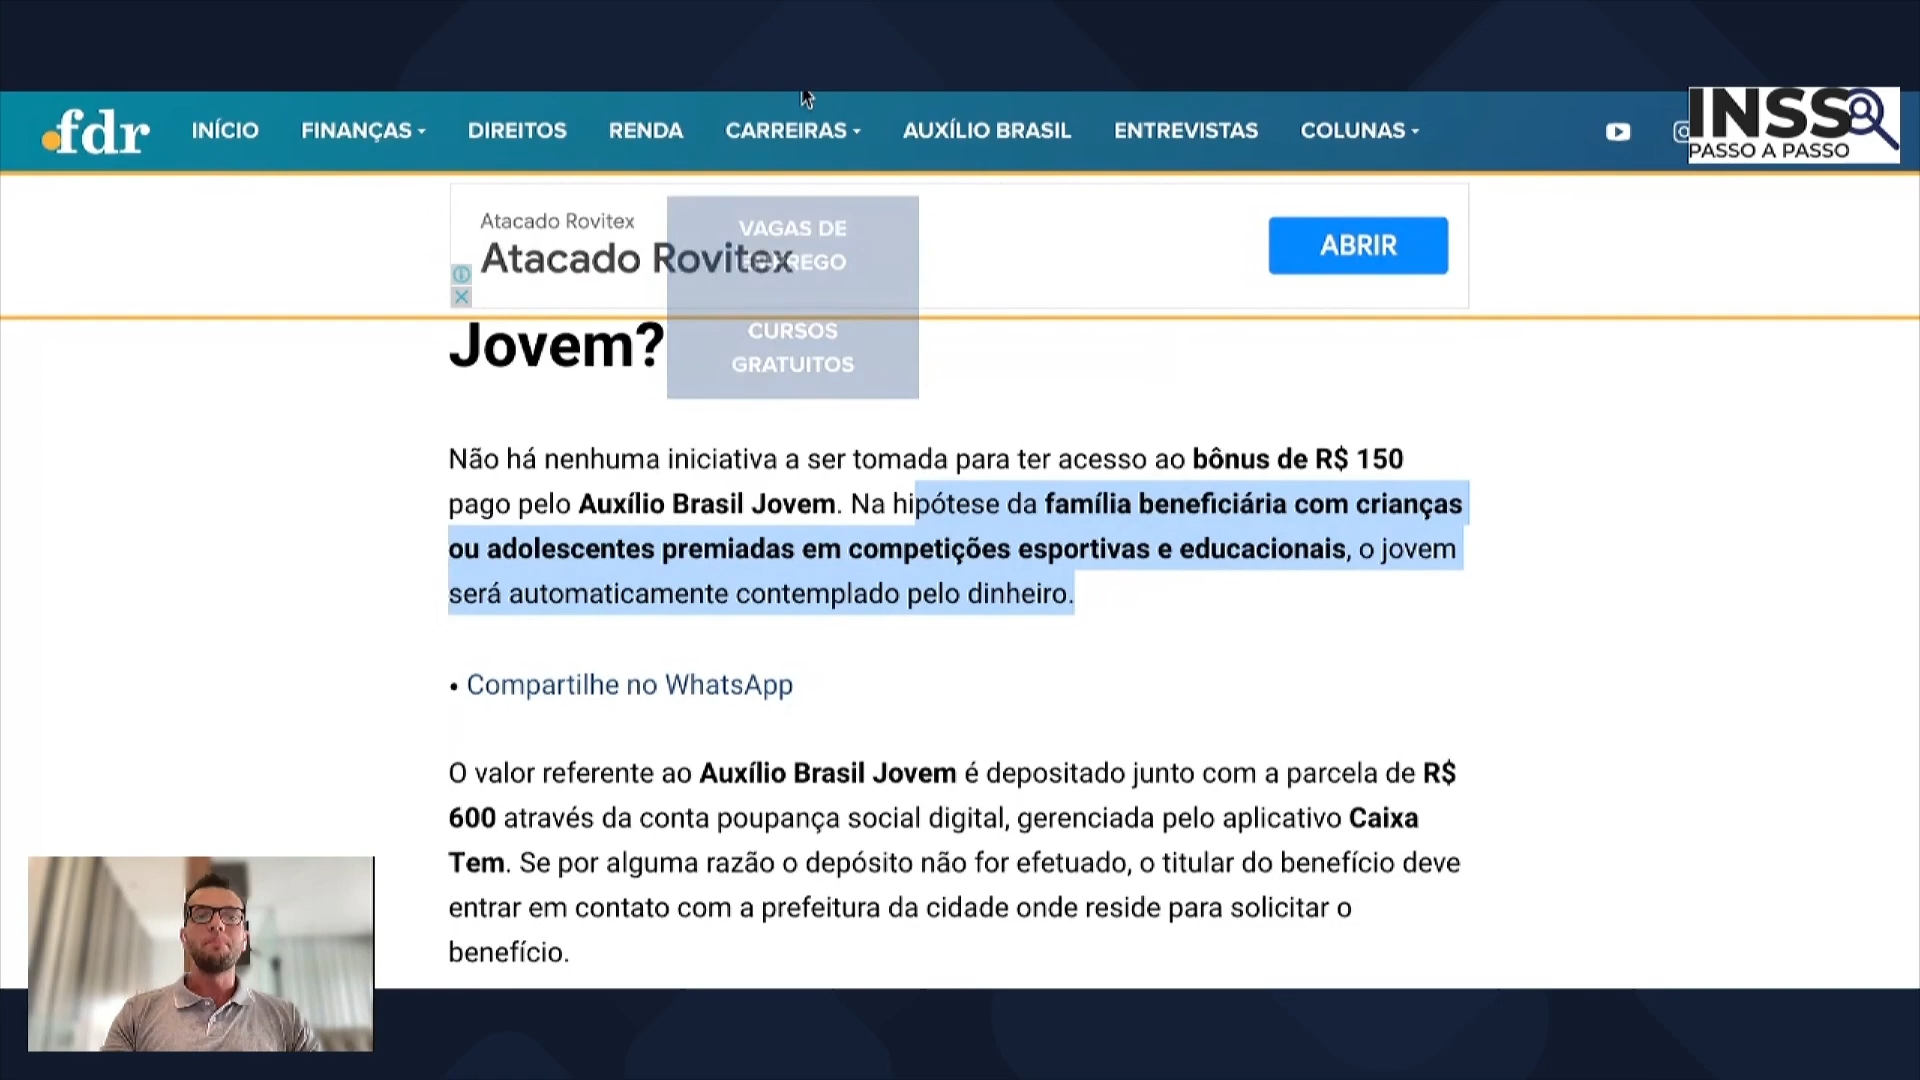 .fdr
INÍCIO
FINANÇAS
DIREITOS
RENDA
CARREIRAS
AUXÍLIO BRASIL
ENTREVISTAS
COLUNAS
INSS
PASSO A PASSO
Atacado Rovitex
Atacado Rovitex
ABRIR
VAGAS DE
CURSOS
GRATUITOS
Jovem?
Não há nenhuma iniciativa a ser tomada para ter acesso ao bônus de R$ 150
pago pelo Auxílio Brasil Jovem. Na hipótese da família beneficiária com crianças
ou adolescentes premiadas em competições esportivas e educacionais, o jovem
será automaticamente contemplado pelo dinheiro.
• Compartilhe no WhatsApp
O valor referente ao Auxílio Brasil Jovem é depositado junto com a parcela de R$
600 através da conta poupança social digital, gerenciada pelo aplicativo Caixa
Tem. Se por alguma razão o depósito não for efetuado, o titular do benefício deve
entrar em contato com a prefeitura da cidade onde reside para solicitar o
benefício.